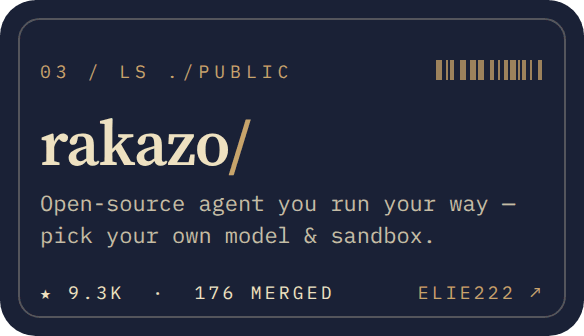 03 / LS ./PUBLIC
rakazo/
Open-source agent you run your way —
pick your own model & sandbox.
★ 9.3K · 176 MERGED ELIE222 ↗